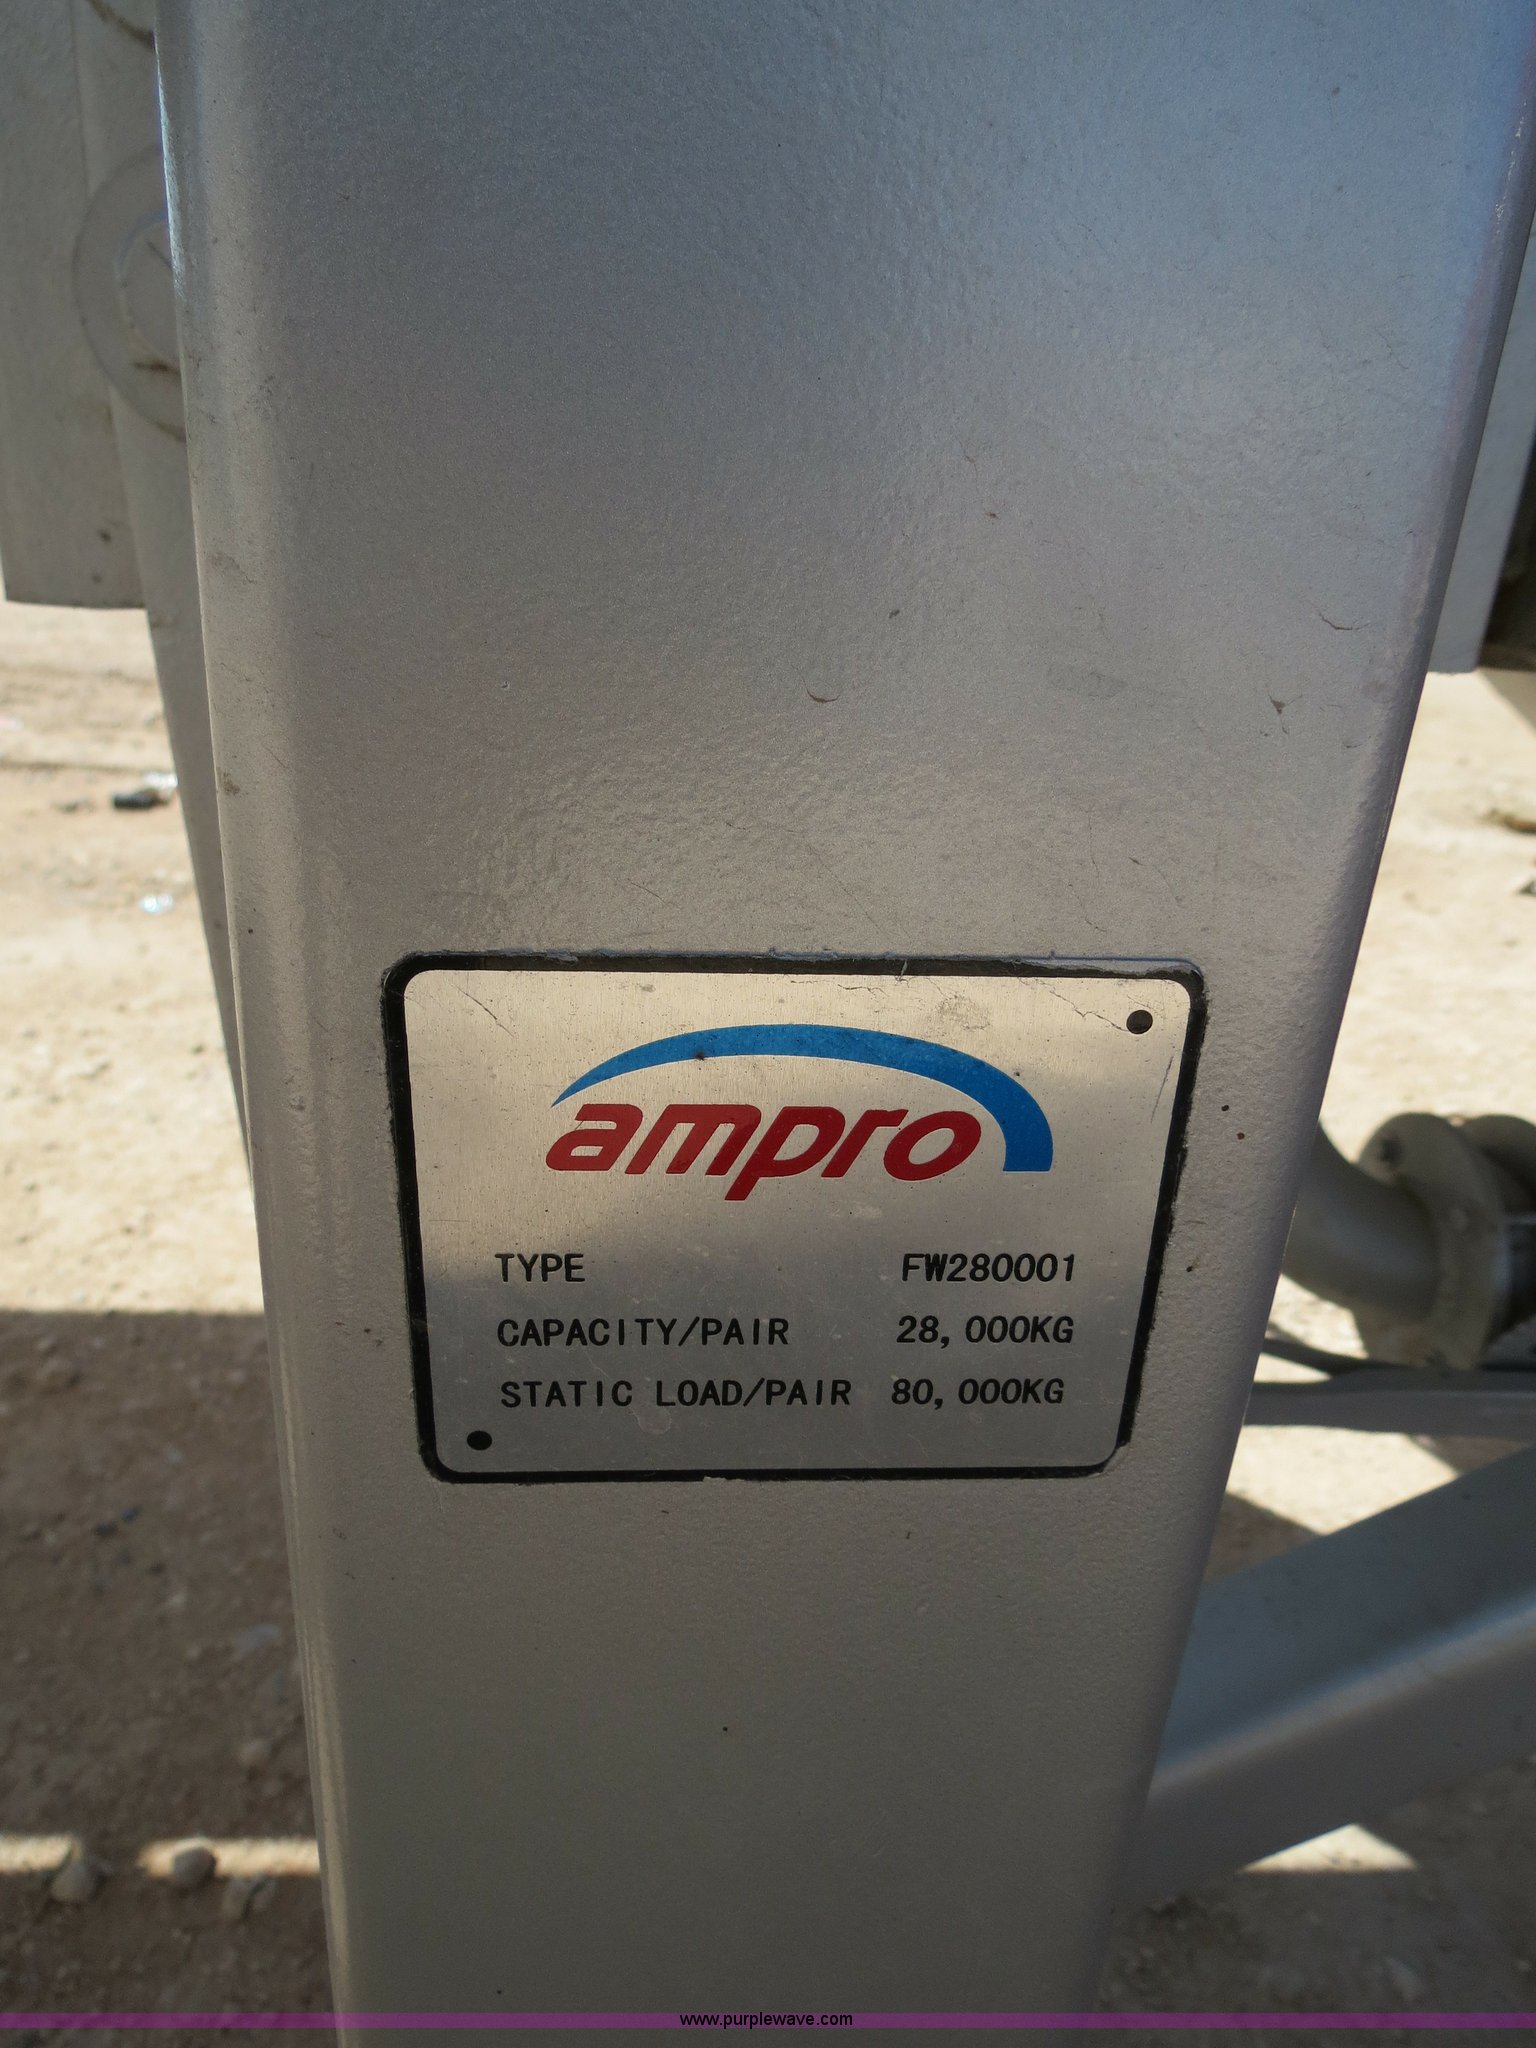 ampro
TYPE FW280001
CAPACITY/PAIR 28,000KG
STATIC LOAD/PAIR 80,000KG
www.purplewave.com